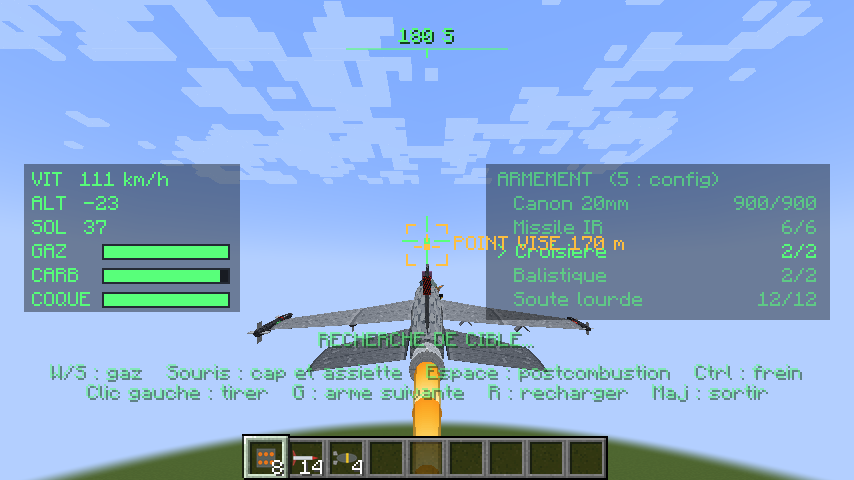 180 S
VIT 111 km/h
ALT -23
SOL 37
GAZ
CARB
COQUE
ARMEMENT (5 : config)
Canon 20mm 900/900
Missile IR 6/6
POINT VISE 170 m
> Croisière 2/2
Balistique 2/2
Soute lourde 12/12
RECHERCHE DE CIBLE...
W/S : gaz Souris : cap et assiette Espace : postcombustion Ctrl : frein
Clic gauche : tirer G : arme suivante R : recharger Maj : sortir
8 14 4